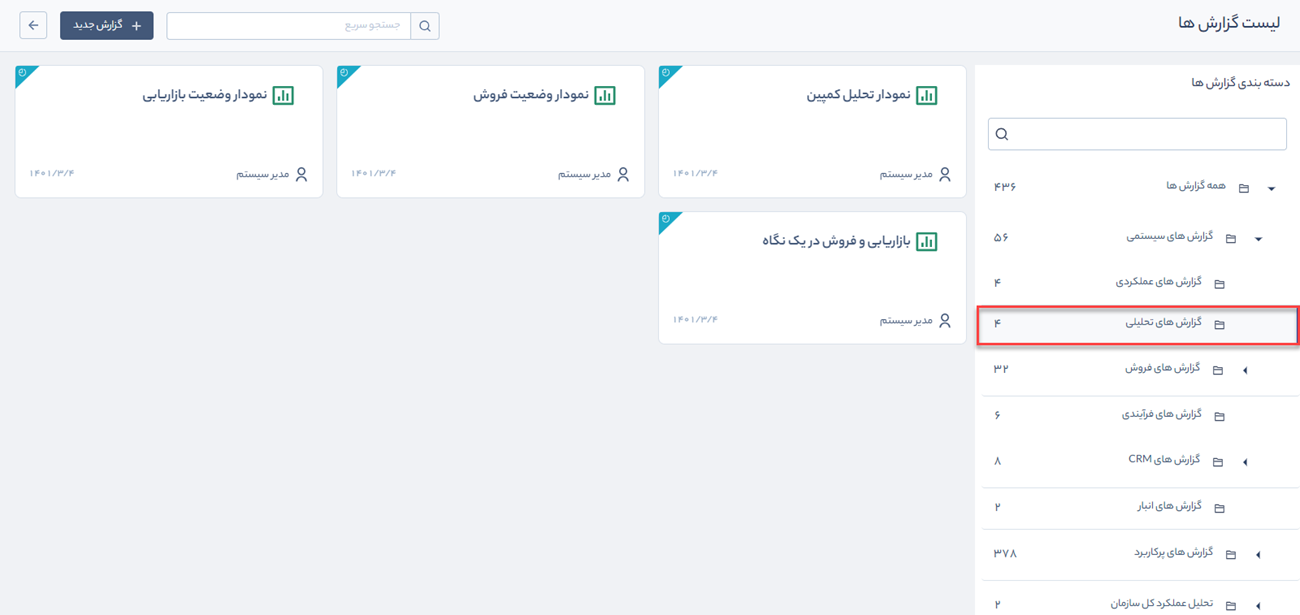 لیست گزارش ها
جستجو سریع
گزارش جدید
دسته بندی گزارش ها
همه گزارش ها ۴۳۶
گزارش های سیستمی ۵۶
گزارش های عملکردی ۴
گزارش های تحلیلی ۴
گزارش های فروش ۳۲
گزارش های فرآیندی ۶
گزارش های CRM ۸
گزارش های انبار ۲
گزارش های پرکاربرد ۳۷۸
تحلیل عملکرد کل سازمان ۲
نمودار تحلیل کمپین
مدیر سیستم ۱۴۰۱/۳/۴
نمودار وضعیت فروش
مدیر سیستم ۱۴۰۱/۳/۴
نمودار وضعیت بازاریابی
مدیر سیستم ۱۴۰۱/۳/۴
بازاریابی و فروش در یک نگاه
مدیر سیستم ۱۴۰۱/۳/۴